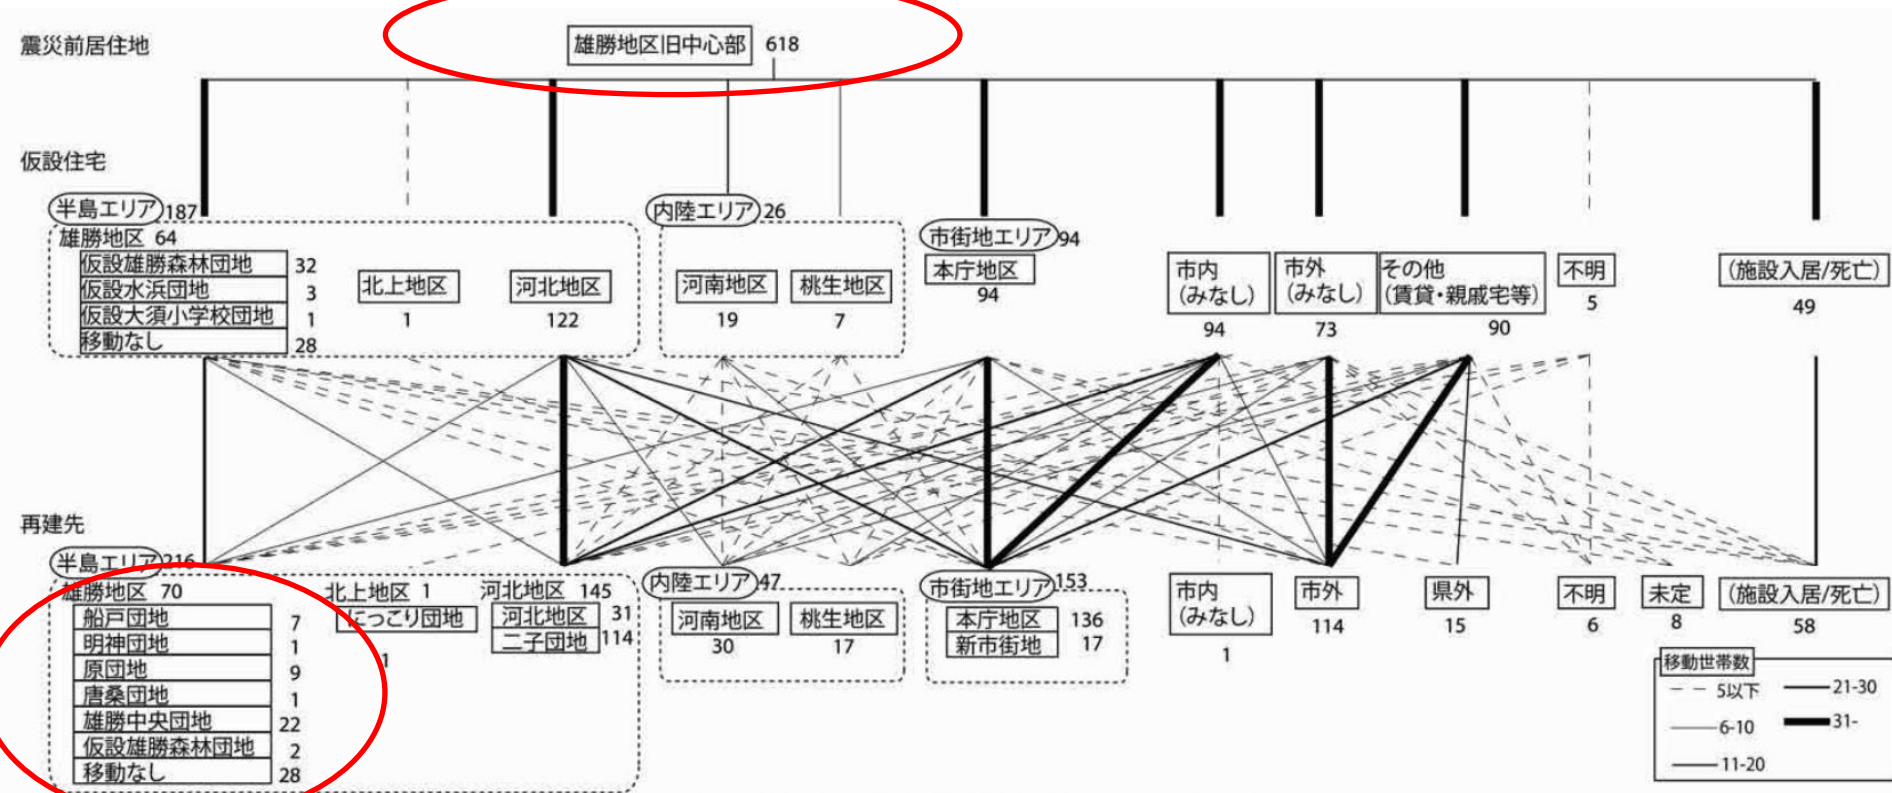 震災前居住地
雄勝地区旧中心部 618
仮設住宅
半島エリア 187
雄勝地区 64
仮設雄勝森林団地 32
仮設水浜団地 3
仮設大須小学校団地 1
移動なし 28
北上地区
1
河北地区
122
内陸エリア 26
河南地区
19
桃生地区
7
市街地エリア 94
本庁地区
94
市内
(みなし)
94
市外
(みなし)
73
その他
(賃貸・親戚宅等)
90
不明
5
(施設入居/死亡)
49
再建先
半島エリア 216
雄勝地区 70
船戸団地 7
明神団地 1
原団地 9
唐桑団地 1
雄勝中央団地 22
仮設雄勝森林団地 2
移動なし 28
北上地区 1
にっこり団地
1
河北地区 145
河北地区 31
二子団地 114
内陸エリア 47
河南地区
30
桃生地区
17
市街地エリア 153
本庁地区 136
新市街地 17
市内
(みなし)
1
市外
114
県外
15
不明
6
未定
8
(施設入居/死亡)
58
移動世帯数
5以下
6-10
11-20
21-30
31-